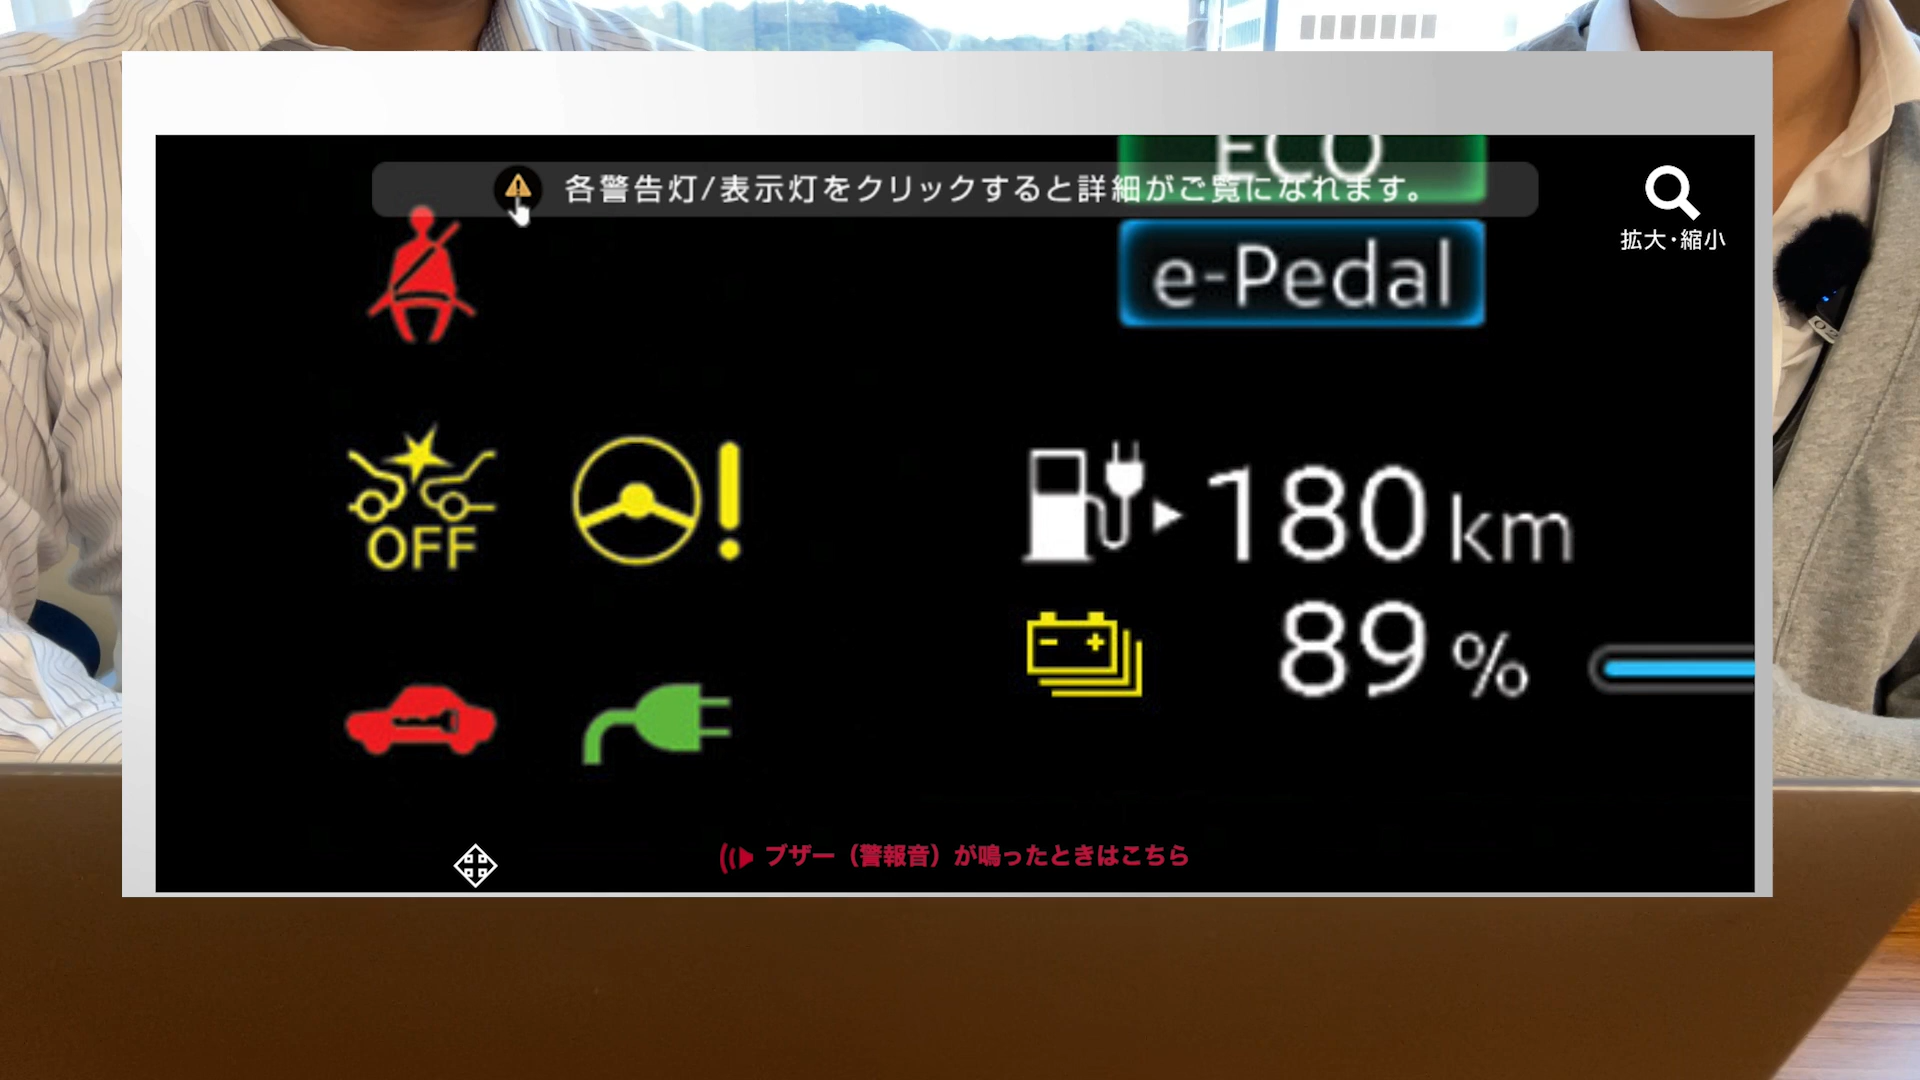 ECO
各警告灯/表示灯をクリックすると詳細がご覧になれます。
拡大・縮小
e-Pedal
OFF
180 km
89 %
ブザー（警報音）が鳴ったときはこちら
02